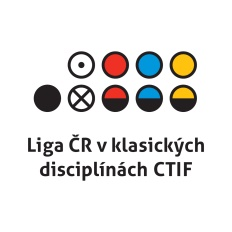 Liga ČR v klasických
disciplínách CTIF